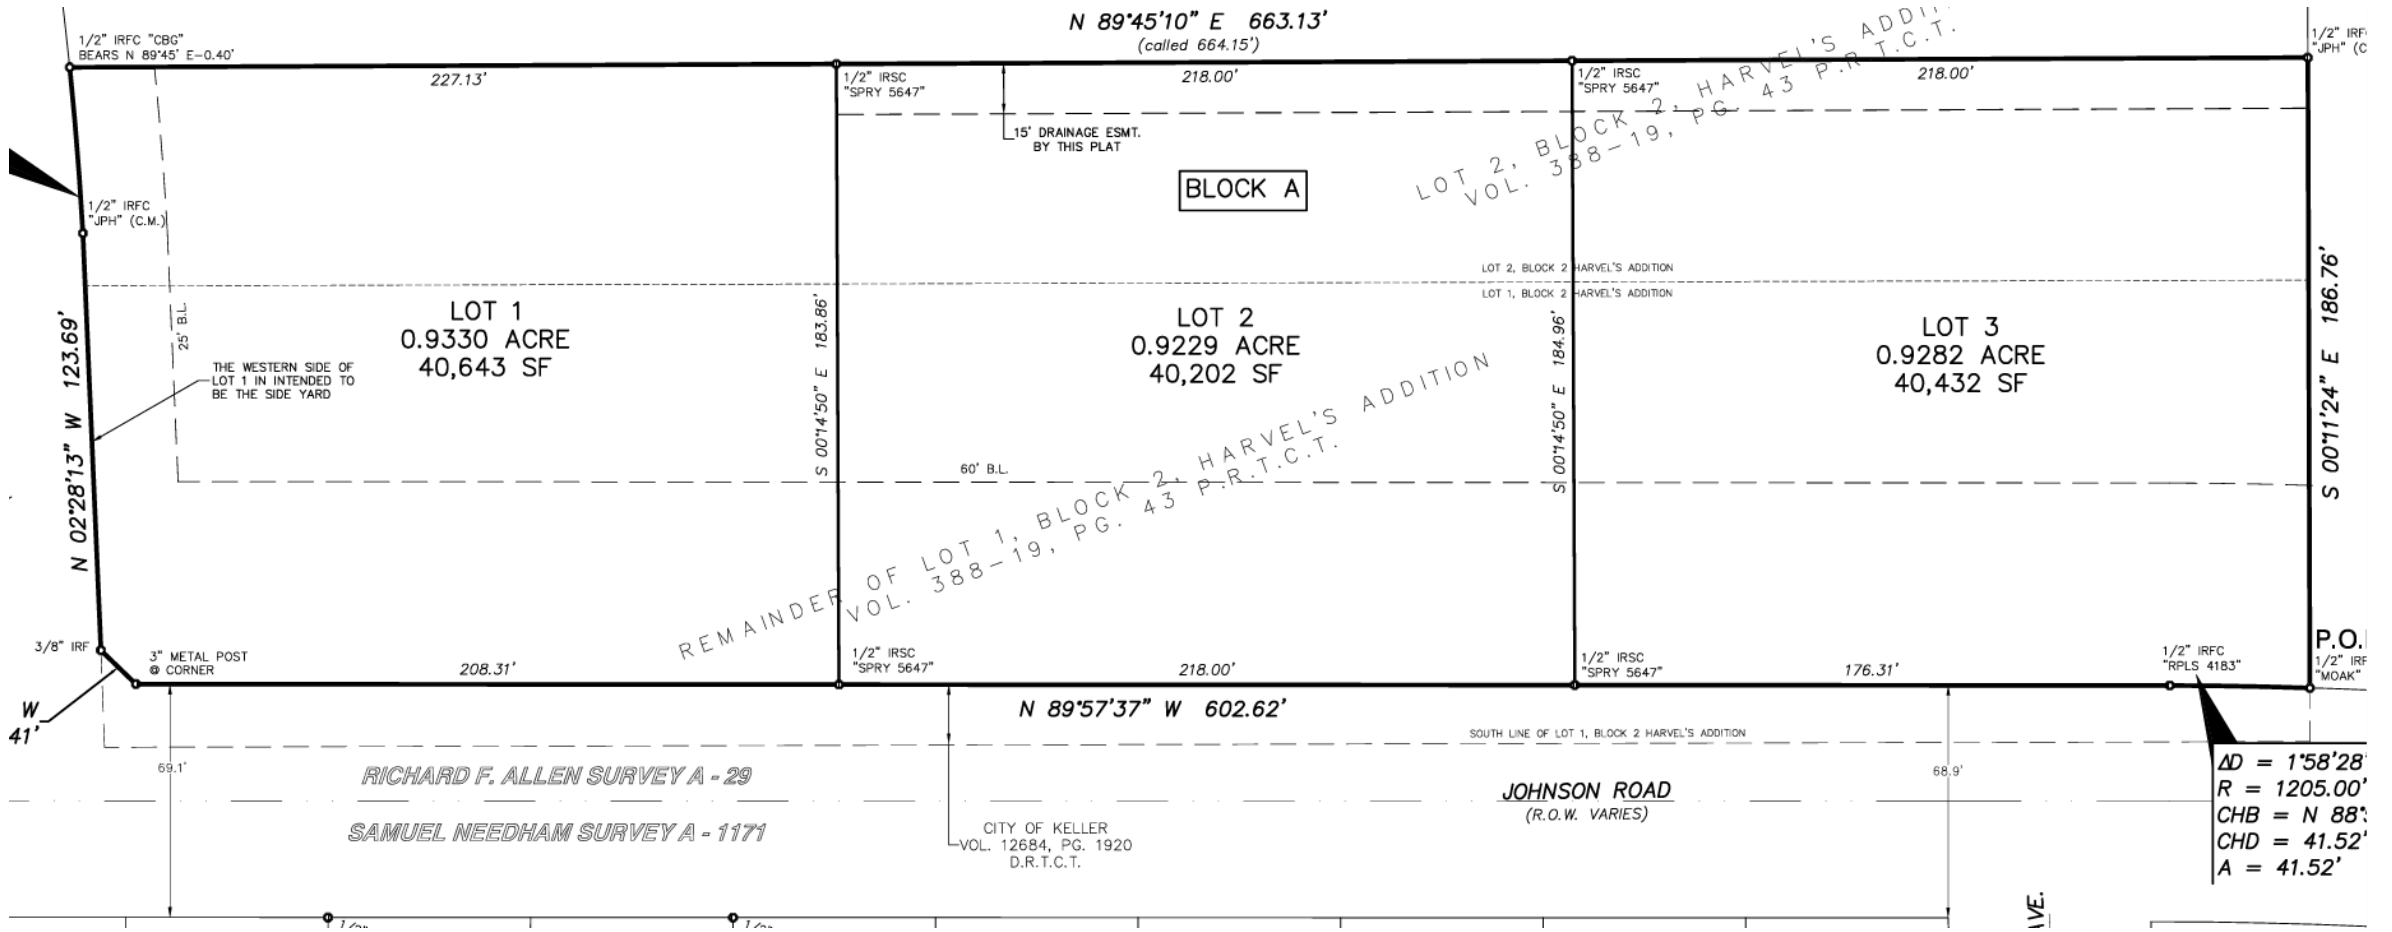 N 89°45'10" E 663.13'
(called 664.15')
1/2" IRFC "CBG"
BEARS N 89°45' E-0.40'
1/2" IRF
"JPH" (C
227.13'
1/2" IRSC
"SPRY 5647"
218.00'
1/2" IRSC
"SPRY 5647"
218.00'
15' DRAINAGE ESMT.
BY THIS PLAT
LOT 2, BLOCK 2, HARVEL'S
VOL. 388-19, PG. 43 P.R.T.C.T.
BLOCK A
1/2" IRFC
"JPH" (C.M.)
LOT 2, BLOCK 2 HARVEL'S ADDITION
LOT 1, BLOCK 2 HARVEL'S ADDITION
25' B.L.
LOT 1
0.9330 ACRE
40,643 SF
S 00°14'50" E 183.86'
LOT 2
0.9229 ACRE
40,202 SF
S 00°14'50" E 184.96'
LOT 3
0.9282 ACRE
40,432 SF
S 00°11'24" E 186.76'
N 02°28'13" W 123.69'
THE WESTERN SIDE OF
LOT 1 IN INTENDED TO
BE THE SIDE YARD
60' B.L.
REMAINDER OF LOT 1, BLOCK 2, HARVEL'S ADDITION
VOL. 388-19, PG. 43 P.R.T.C.T.
3/8" IRF
3" METAL POST
@ CORNER
208.31'
1/2" IRSC
"SPRY 5647"
218.00'
1/2" IRSC
"SPRY 5647"
176.31'
1/2" IRFC
"RPLS 4183"
P.O.
1/2" IRF
"MOAK"
W
41'
N 89°57'37" W 602.62'
SOUTH LINE OF LOT 1, BLOCK 2 HARVEL'S ADDITION
69.1'
RICHARD F. ALLEN SURVEY A - 29
SAMUEL NEEDHAM SURVEY A - 1171
CITY OF KELLER
VOL. 12684, PG. 1920
D.R.T.C.T.
JOHNSON ROAD
(R.O.W. VARIES)
68.9'
ΔD = 1°58'28"
R = 1205.00'
CHB = N 88°
CHD = 41.52'
A = 41.52'
AVE.